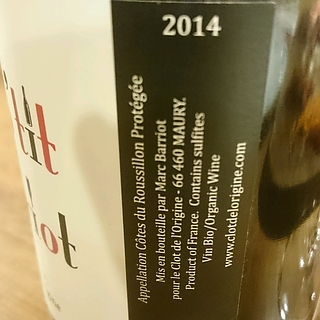 2014
Appellation Côtes du Roussillon Protégée
Mis en bouteille par Marc Barriot
pour le Clot de l'Origine - 66 460 MAURY.
Product of France. Contains sulfites
Vin Bio/Organic Wine
www.clotdelorigine.com